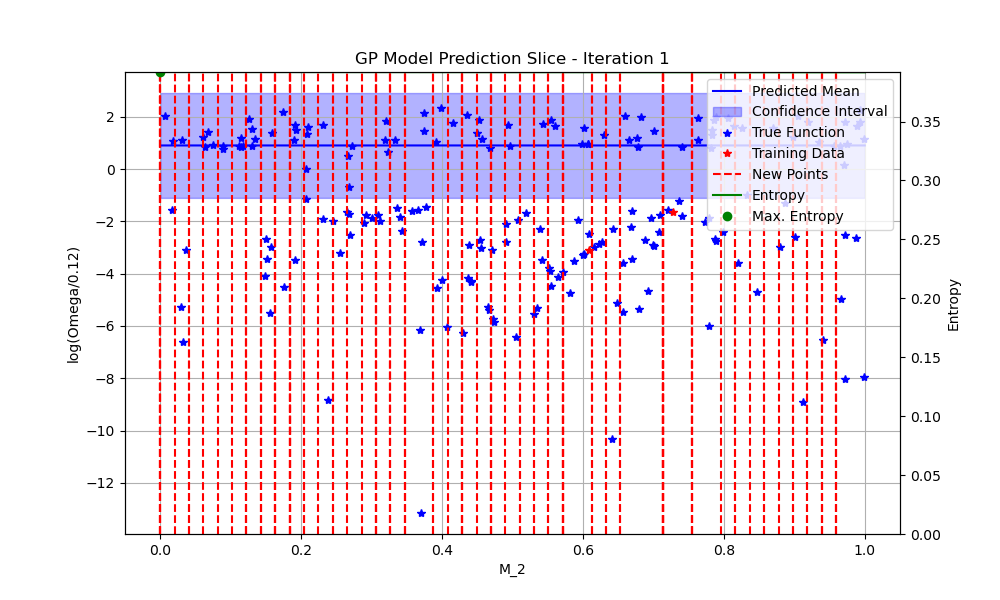 GP Model Prediction Slice - Iteration 1
Predicted Mean
Confidence Interval
True Function
Training Data
New Points
Entropy
Max. Entropy
log(Omega/0.12)
2
0
−2
−4
−6
−8
−10
−12
0.35
0.30
0.25
0.20
0.15
0.10
0.05
0.00
Entropy
0.0 0.2 0.4 0.6 0.8 1.0
M_2